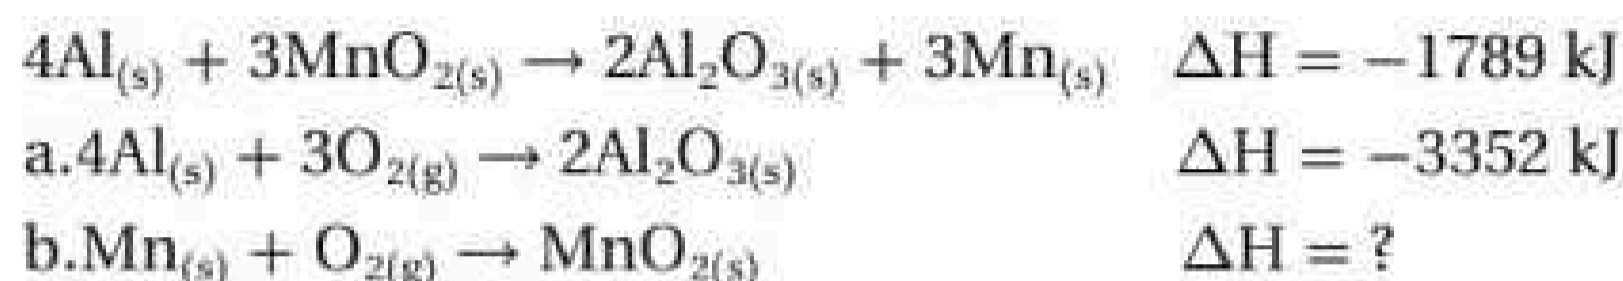 4Al(s) + 3MnO2(s) → 2Al2O3(s) + 3Mn(s) ΔH = −1789 kJ
a.4Al(s) + 3O2(g) → 2Al2O3(s) ΔH = −3352 kJ
b.Mn(s) + O2(g) → MnO2(s) ΔH = ?